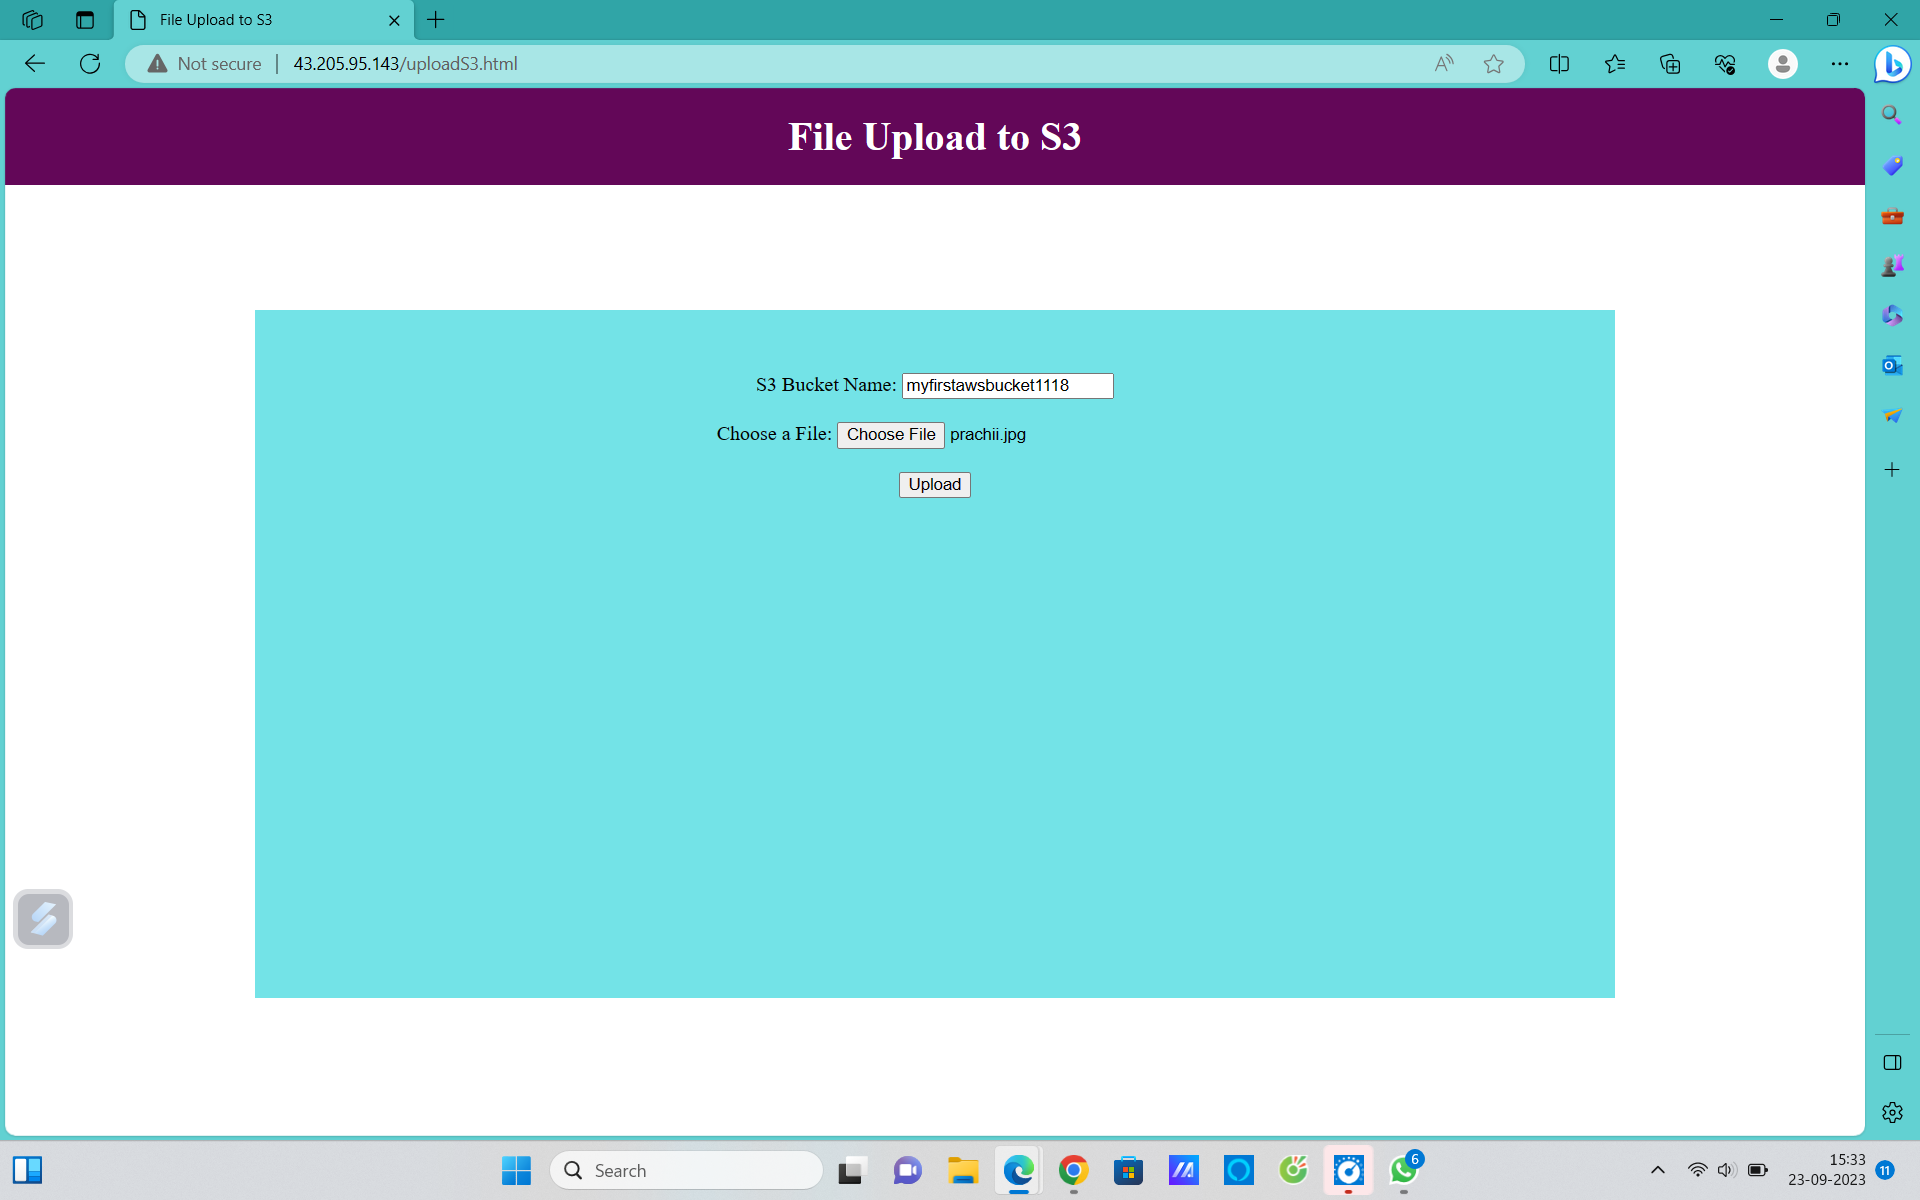 File Upload to S3
Not secure | 43.205.95.143/uploadS3.html
File Upload to S3
S3 Bucket Name: myfirstawsbucket1118
Choose a File: Choose File prachii.jpg
Upload
Search
6
15:33
23-09-2023
11